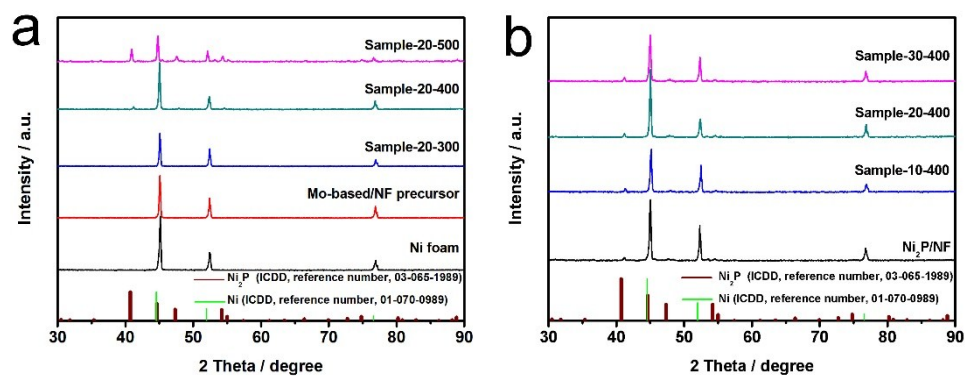 a
Intensity / a.u.
Sample-20-500
Sample-20-400
Sample-20-300
Mo-based/NF precursor
Ni foam
Ni₂P (ICDD, reference number, 03-065-1989)
Ni (ICDD, reference number, 01-070-0989)
30 40 50 60 70 80 90
2 Theta / degree
b
Intensity / a.u.
Sample-30-400
Sample-20-400
Sample-10-400
Ni₂P/NF
Ni₂P (ICDD, reference number, 03-065-1989)
Ni (ICDD, reference number, 01-070-0989)
30 40 50 60 70 80 90
2 Theta / degree